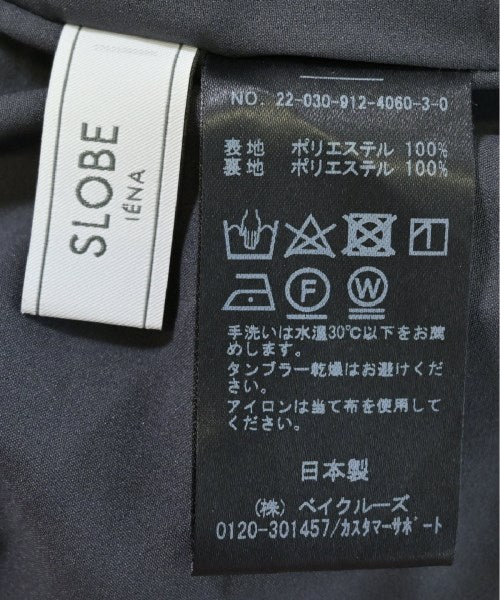 SLOBE
IÉNA
NO. 22-030-912-4060-3-0
表地 ポリエステル 100%
裏地 ポリエステル 100%
F
W
手洗いは水温30℃以下をお薦
めします。
タンブラー乾燥はお避けくだ
さい。
アイロンは当て布を使用して
ください。
日本製
(株) ベイクルーズ
0120-301457/カスタマーサポート